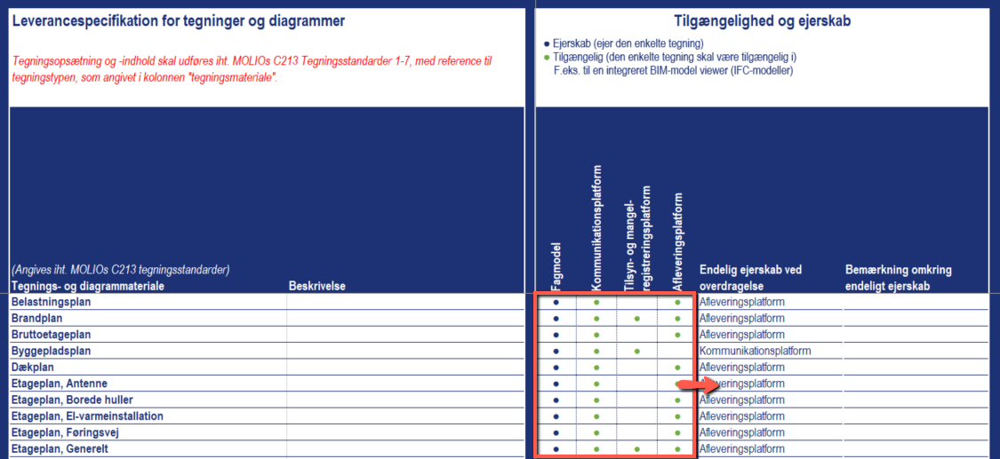 Leverancespecifikation for tegninger og diagrammer
Tegningsopsætning og -indhold skal udføres iht. MOLIOs C213 Tegningsstandarder 1-7, med reference til
tegningstypen, som angivet i kolonnen "tegningsmateriale".
Tilgængelighed og ejerskab
● Ejerskab (ejer den enkelte tegning)
● Tilgængelig (den enkelte tegning skal være tilgængelig i)
F.eks. til en integreret BIM-model viewer (IFC-modeller)
(Angives iht. MOLIOs C213 tegningsstandarder)
Tegnings- og diagrammateriale
Beskrivelse
Fagmodel
Kommunikationsplatform
Tilsyn- og mangel-
registreringsplatform
Afleveringsplatform
Endelig ejerskab ved
overdragelse
Bemærkning omkring
endeligt ejerskab
Belastningsplan ● ● ● Afleveringsplatform
Brandplan ● ● ● ● Afleveringsplatform
Bruttoetageplan ● ● ● Afleveringsplatform
Byggepladsplan ● ● ● Kommunikationsplatform
Dækplan ● ● ● Afleveringsplatform
Etageplan, Antenne ● ● ● veringsplatform
Etageplan, Borede huller ● ● ● Afleveringsplatform
Etageplan, El-varmeinstallation ● ● ● Afleveringsplatform
Etageplan, Føringsvej ● ● ● Afleveringsplatform
Etageplan, Generelt ● ● ● ● Afleveringsplatform